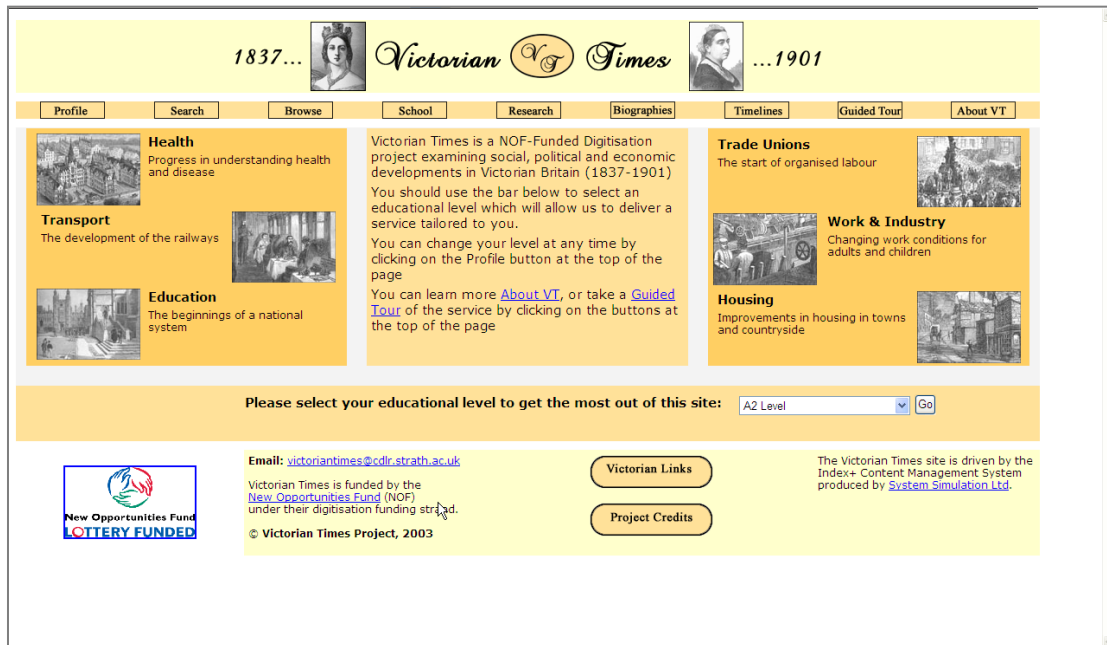 1837... Victorian VT Times ...1901
Profile Search Browse School Research Biographies Timelines Guided Tour About VT
Health
Progress in understanding health
and disease
Transport
The development of the railways
Education
The beginnings of a national
system
Victorian Times is a NOF-Funded Digitisation
project examining social, political and economic
developments in Victorian Britain (1837-1901)
You should use the bar below to select an
educational level which will allow us to deliver a
service tailored to you.
You can change your level at any time by
clicking on the Profile button at the top of the
page
You can learn more About VT, or take a Guided
Tour of the service by clicking on the buttons at
the top of the page
Trade Unions
The start of organised labour
Work & Industry
Changing work conditions for
adults and children
Housing
Improvements in housing in towns
and countryside
Please select your educational level to get the most out of this site: A2 Level Go
New Opportunities Fund
LOTTERY FUNDED
Email: victoriantimes@cdlr.strath.ac.uk
Victorian Times is funded by the
New Opportunities Fund (NOF)
under their digitisation funding strand.
© Victorian Times Project, 2003
Victorian Links
Project Credits
The Victorian Times site is driven by the
Index+ Content Management System
produced by System Simulation Ltd.